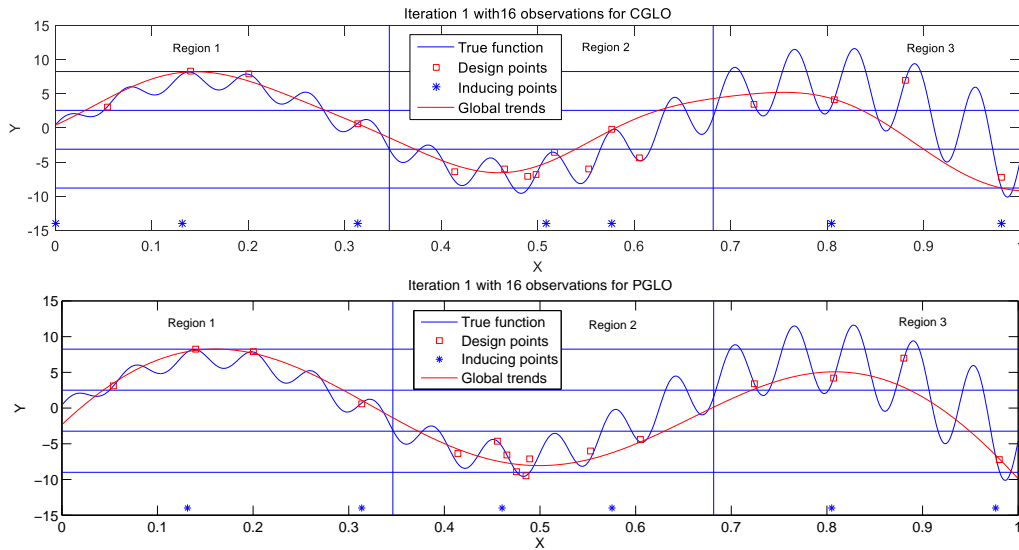 Iteration 1 with16 observations for CGLO
15
10
5
0
-5
-10
-15
Y
Region 1
Region 2
Region 3
True function
Design points
Inducing points
Global trends
0 0.1 0.2 0.3 0.4 0.5 0.6 0.7 0.8 0.9 1
X
Iteration 1 with 16 observations for PGLO
15
10
5
0
−5
−10
−15
Y
Region 1
Region 2
Region 3
True function
Design points
Inducing points
Global trends
0 0.1 0.2 0.3 0.4 0.5 0.6 0.7 0.8 0.9 1
X